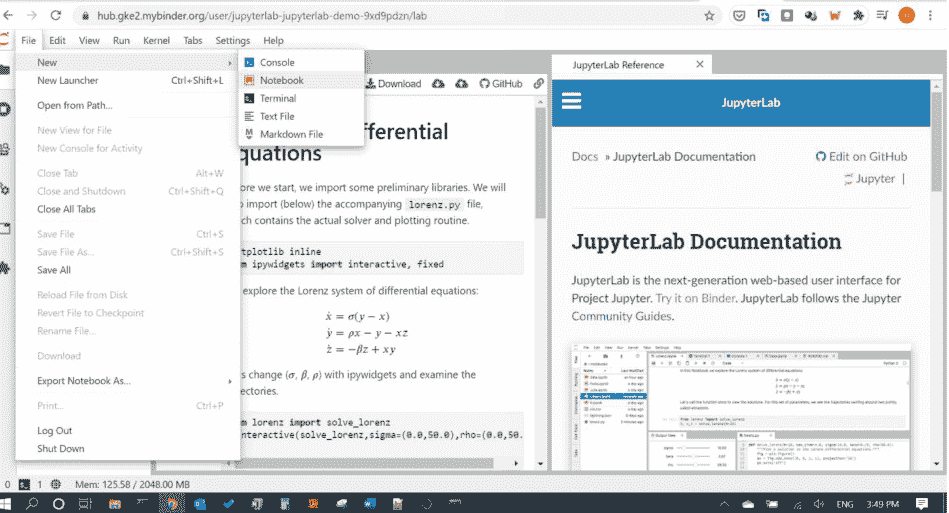 hub.gke2.mybinder.org/user/jupyterlab-jupyterlab-demo-9xd9pdzn/lab
File Edit View Run Kernel Tabs Settings Help
New
New Launcher Ctrl+Shift+L
Open from Path...
New View for File
New Console for Activity
Close Tab Alt+W
Close and Shutdown Ctrl+Shift+Q
Close All Tabs
Save File Ctrl+S
Save File As... Ctrl+Shift+S
Save All
Reload File from Disk
Revert File to Checkpoint
Rename File...
Download
Export Notebook As...
Print... Ctrl+P
Log Out
Shut Down
Console
Notebook
Terminal
Text File
Markdown File
Download GitHub
fferential
quations
ore we start, we import some preliminary libraries. We will
o import (below) the accompanying lorenz.py file,
ch contains the actual solver and plotting routine.
tplotlib inline
m ipywidgets import interactive, fixed
explore the Lorenz system of differential equations:
ẋ = σ(y − x)
ẏ = ρx − y − xz
ż = −βz + xy
s change (σ, β, ρ) with ipywidgets and examine the
ectories.
m lorenz import solve_lorenz
nteractive(solve_lorenz,sigma=(0.0,50.0),rho=(0.0,50.
JupyterLab Reference
JupyterLab
Docs » JupyterLab Documentation
Edit on GitHub
Jupyter |
JupyterLab Documentation
JupyterLab is the next-generation web-based user interface for
Project Jupyter. Try it on Binder. JupyterLab follows the Jupyter
Community Guides.
0 1 Mem: 125.58 / 2048.00 MB
ENG 3:49 PM